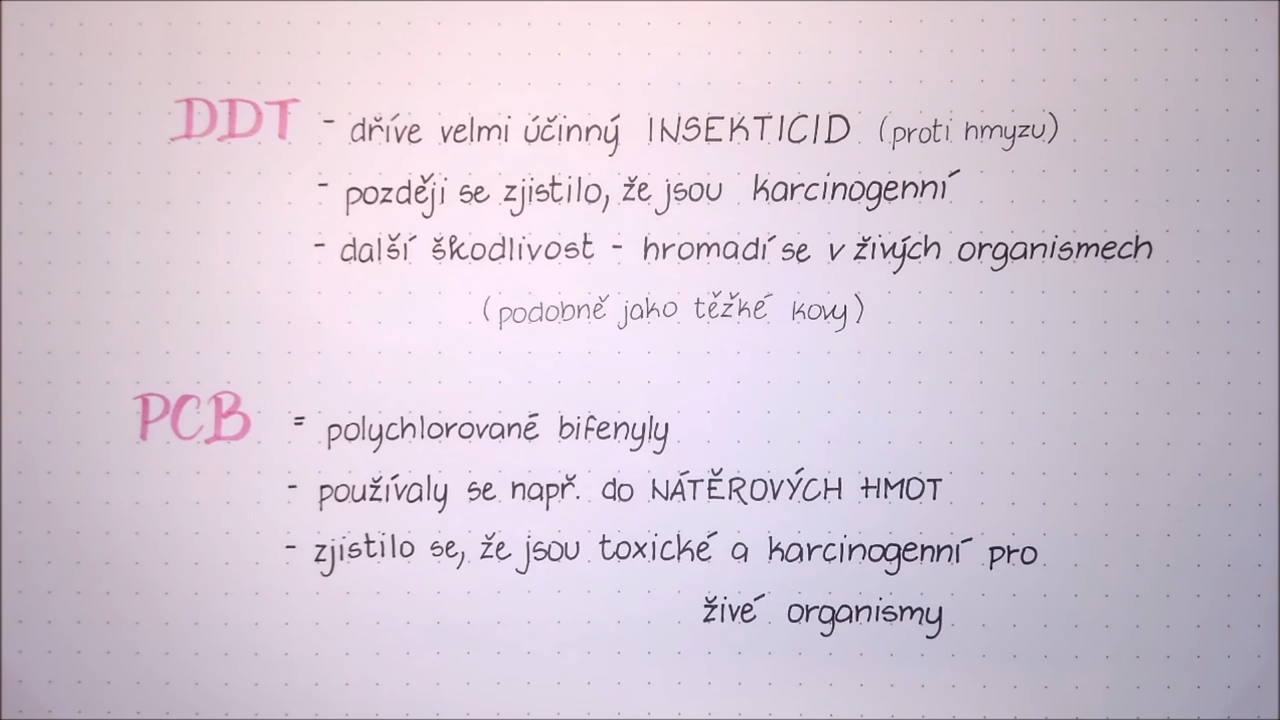 DDT - dříve velmi účinný INSEKTICID (proti hmyzu)
- později se zjistilo, že jsou karcinogenní
- další škodlivost - hromadí se v živých organismech
(podobně jako těžké kovy)
PCB = polychlorované bifenyly
- používaly se např. do NÁTĚROVÝCH HMOT
- zjistilo se, že jsou toxické a karcinogenní pro
živé organismy